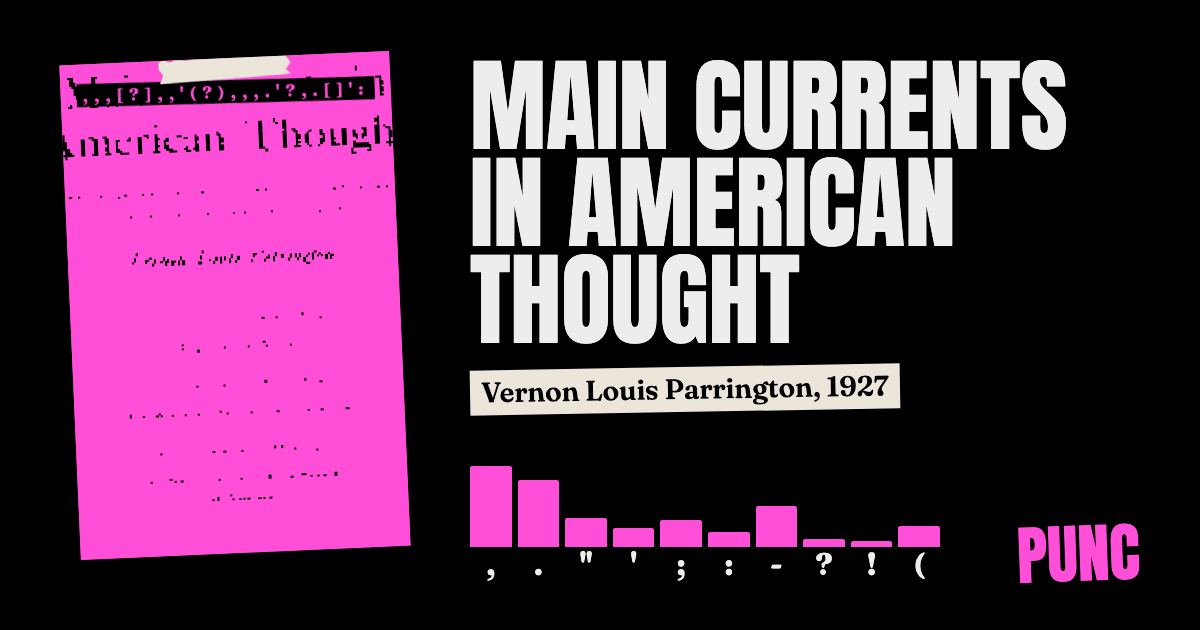 ,,,[?],,'(?),,,.'?,.[]':
American Though
MAIN CURRENTS
IN AMERICAN
THOUGHT
Vernon Louis Parrington, 1927
, . " ' ; : - ? ! (
PUNC